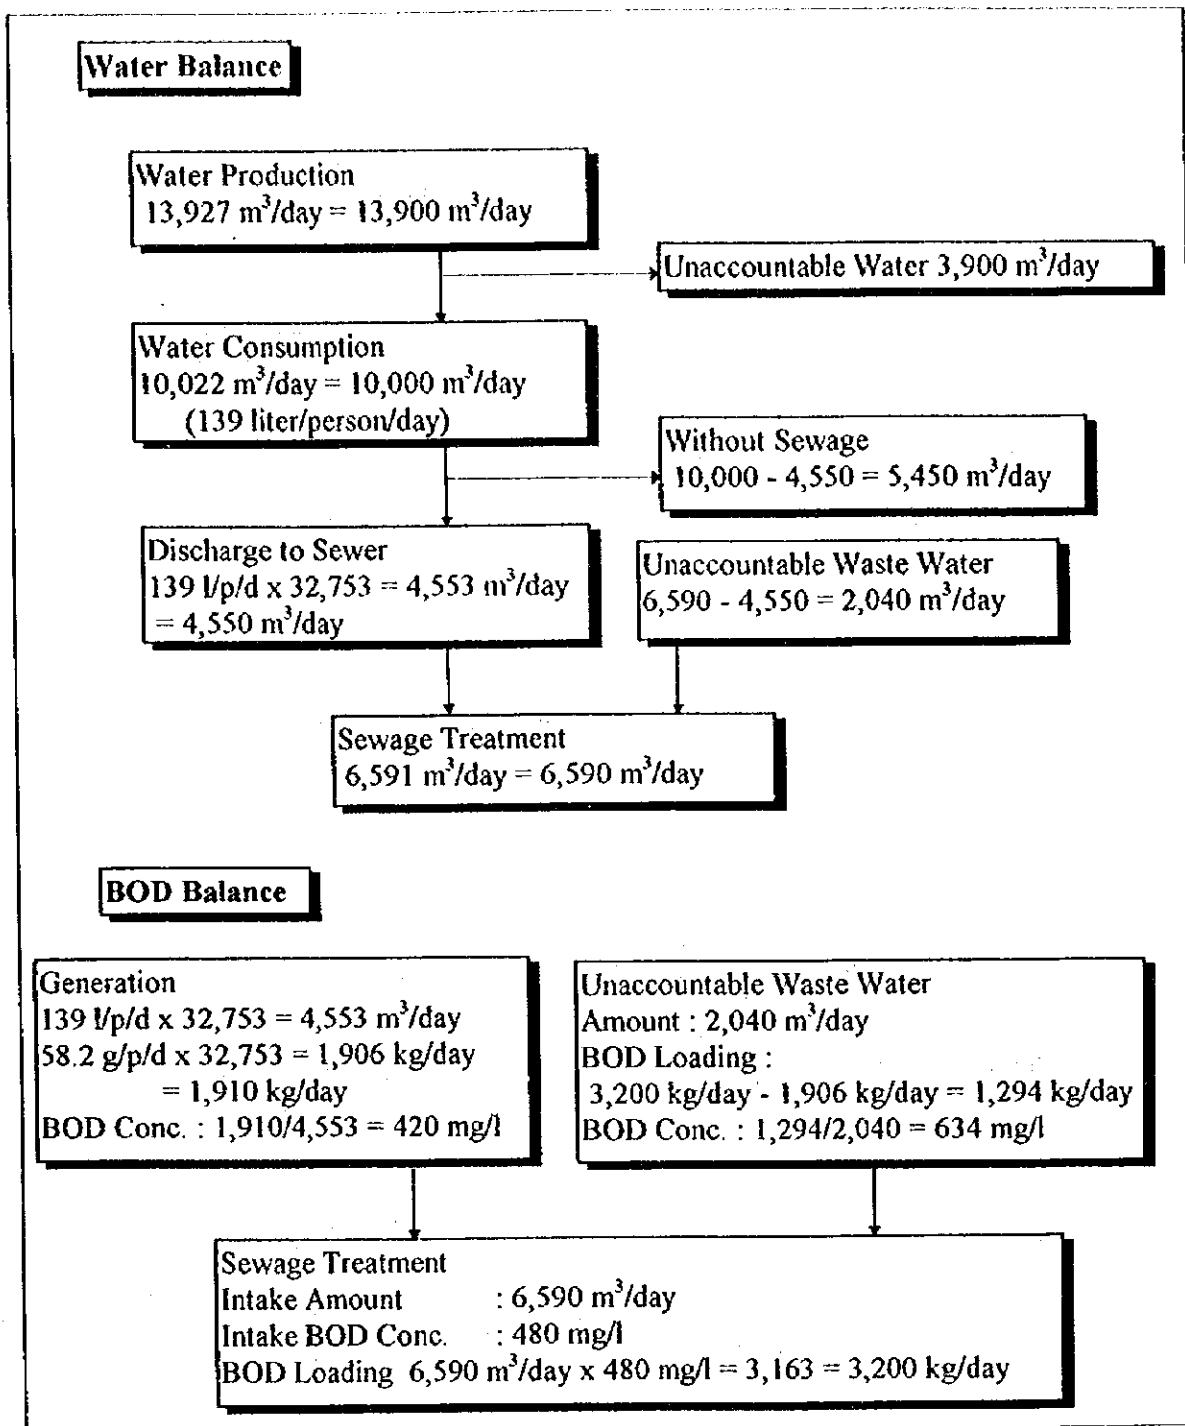 Water Balance
Water Production
13,927 m³/day = 13,900 m³/day
Unaccountable Water 3,900 m³/day
Water Consumption
10,022 m³/day = 10,000 m³/day
(139 liter/person/day)
Without Sewage
10,000 - 4,550 = 5,450 m³/day
Discharge to Sewer
139 l/p/d x 32,753 = 4,553 m³/day
= 4,550 m³/day
Unaccountable Waste Water
6,590 - 4,550 = 2,040 m³/day
Sewage Treatment
6,591 m³/day = 6,590 m³/day
BOD Balance
Generation
139 l/p/d x 32,753 = 4,553 m³/day
58.2 g/p/d x 32,753 = 1,906 kg/day
= 1,910 kg/day
BOD Conc. : 1,910/4,553 = 420 mg/l
Unaccountable Waste Water
Amount : 2,040 m³/day
BOD Loading :
3,200 kg/day - 1,906 kg/day = 1,294 kg/day
BOD Conc. : 1,294/2,040 = 634 mg/l
Sewage Treatment
Intake Amount : 6,590 m³/day
Intake BOD Conc. : 480 mg/l
BOD Loading 6,590 m³/day x 480 mg/l = 3,163 = 3,200 kg/day